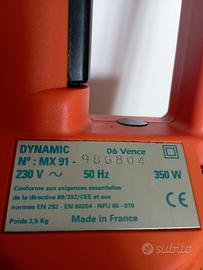 DYNAMIC 06 Vence
N° : MX 91 - 986804
230 V ~ 50 Hz 350 W
Conforme aux exigences essentielles
de la directive 89/392/CEE et aux
normes EN 292 - EN 60204 - NFU 60 - 010
Poids 3,5 Kg Made in France
CE
subito